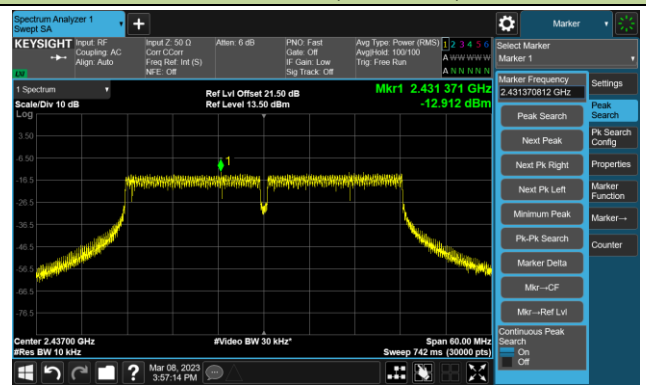 Spectrum Analyzer 1
Swept SA
+
Marker
KEYSIGHT
Input: RF
Coupling: AC
Align: Auto
Input Z: 50 Ω
Corr CCorr
Freq Ref: Int (S)
NFE: Off
Atten: 6 dB
PNO: Fast
Gate: Off
IF Gain: Low
Sig Track: Off
Avg Type: Power (RMS)
Avg|Hold: 100/100
Trig: Free Run
1 2 3 4 5 6
A W W W W W
A N N N N N
LXI
Select Marker
Marker 1
1 Spectrum
Scale/Div 10 dB
Log
Ref Lvl Offset 21.50 dB
Ref Level 13.50 dBm
Mkr1 2.431 371 GHz
-12.912 dBm
3.50
-6.50
-16.5
-26.5
-36.5
-46.5
-56.5
-66.5
-76.5
1
Center 2.43700 GHz
#Res BW 10 kHz
#Video BW 30 kHz*
Span 60.00 MHz
Sweep 742 ms (30000 pts)
Marker Frequency
2.431370812 GHz
Peak Search
Next Peak
Next Pk Right
Next Pk Left
Minimum Peak
Pk-Pk Search
Marker Delta
Mkr→CF
Mkr→Ref Lvl
Continuous Peak
Search
On
Off
Settings
Peak
Search
Pk Search
Config
Properties
Marker
Function
Marker→
Counter
?
Mar 08, 2023
3:57:14 PM